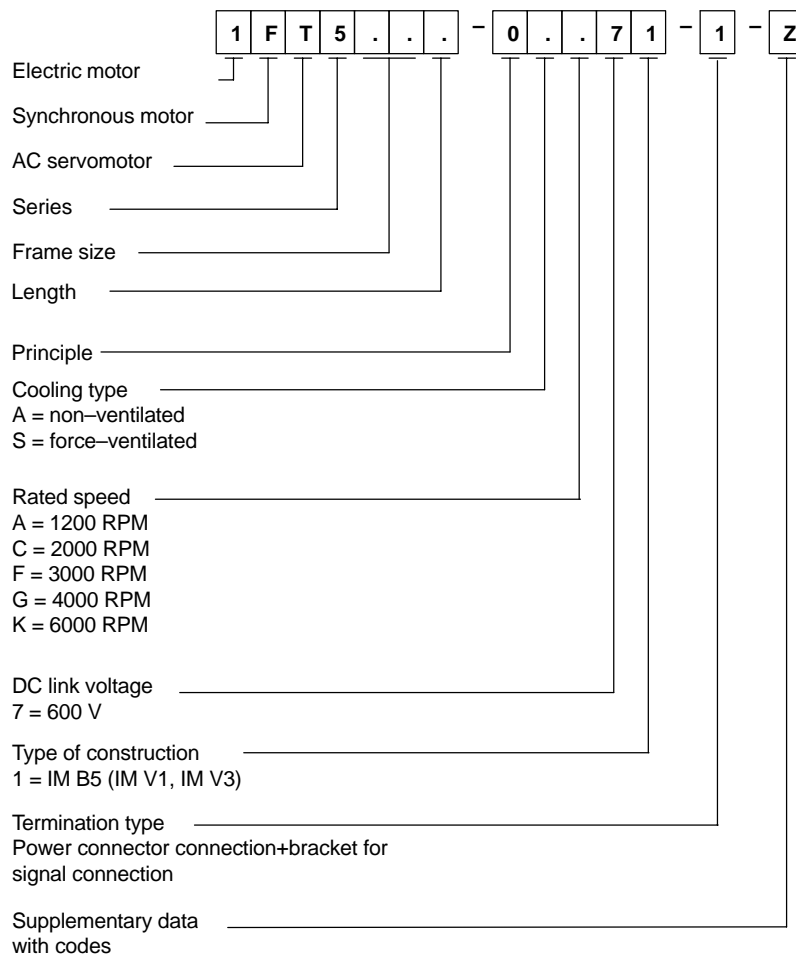 1 F T 5 . . . – 0 . . 7 1 – 1 – Z
Electric motor
Synchronous motor
AC servomotor
Series
Frame size
Length
Principle
Cooling type
A = non–ventilated
S = force–ventilated
Rated speed
A = 1200 RPM
C = 2000 RPM
F = 3000 RPM
G = 4000 RPM
K = 6000 RPM
DC link voltage
7 = 600 V
Type of construction
1 = IM B5 (IM V1, IM V3)
Termination type
Power connector connection+bracket for
signal connection
Supplementary data
with codes